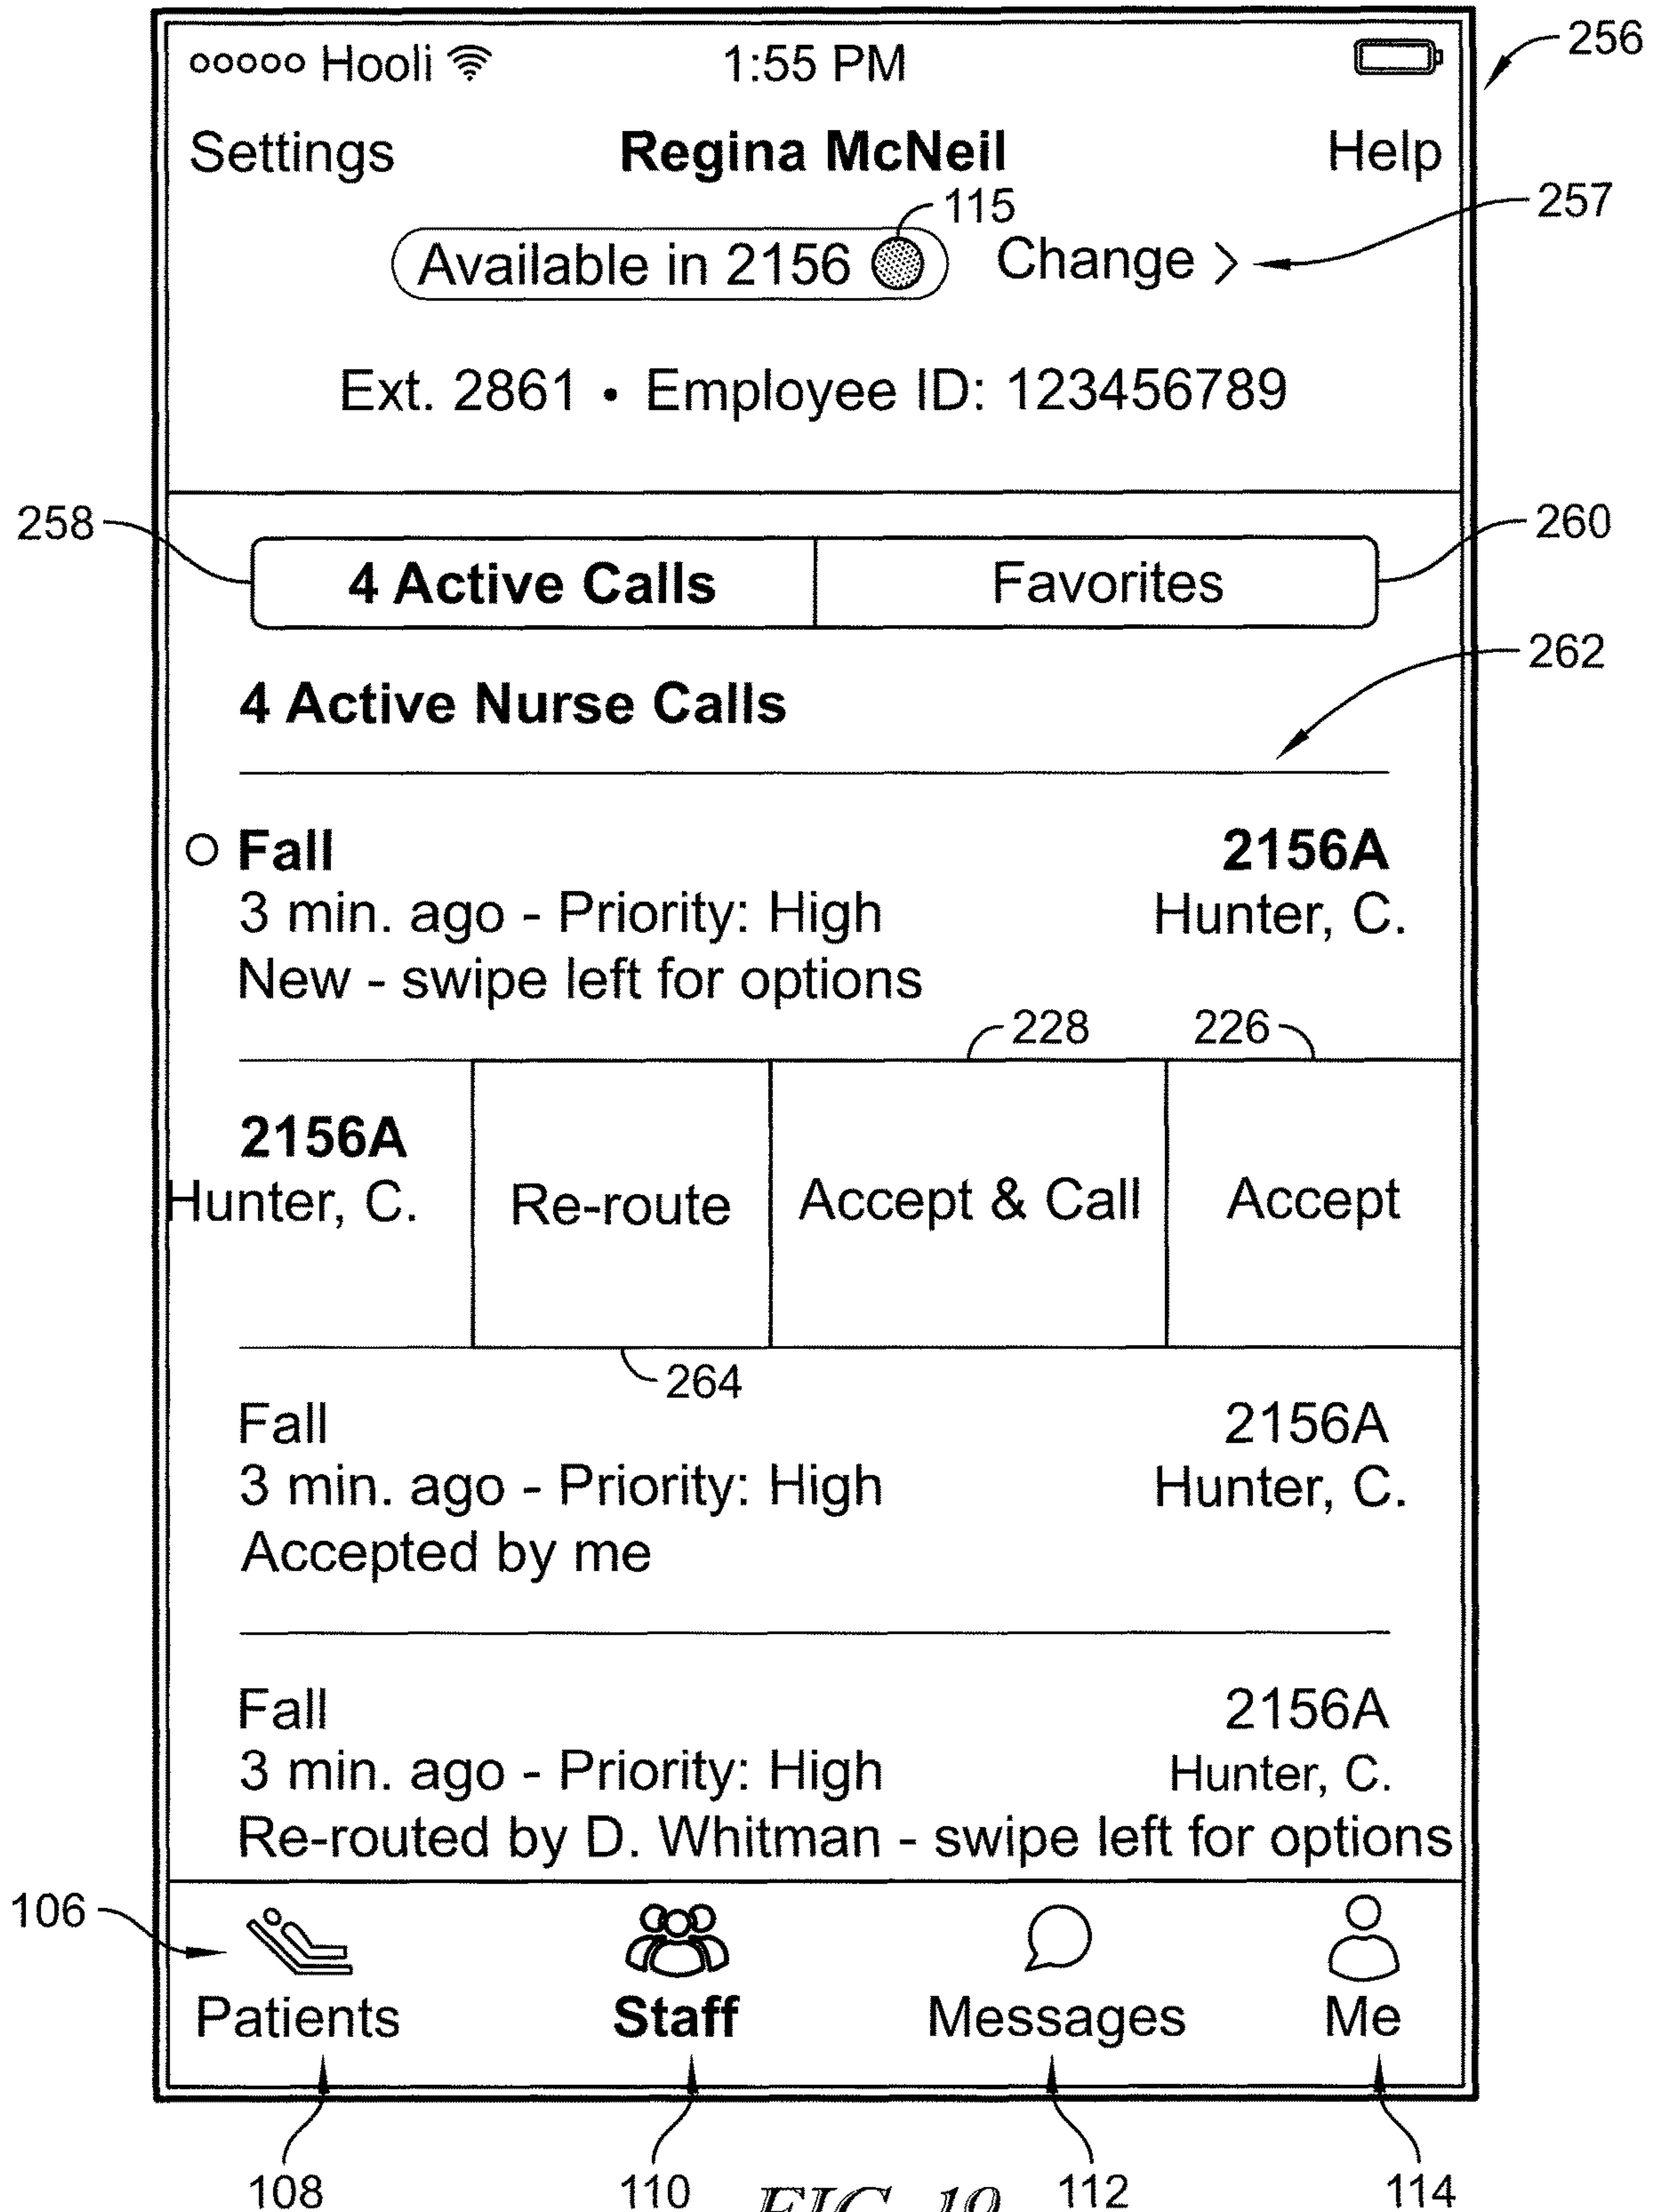 ooooo Hooli 1:55 PM
256
Settings Regina McNeil Help
115
257
Available in 2156 Change >
Ext. 2861 • Employee ID: 123456789
258
260
4 Active Calls Favorites
262
4 Active Nurse Calls
Fall 2156A
3 min. ago - Priority: High Hunter, C.
New - swipe left for options
228 226
2156A
Hunter, C. Re-route Accept & Call Accept
264
Fall 2156A
3 min. ago - Priority: High Hunter, C.
Accepted by me
Fall 2156A
3 min. ago - Priority: High Hunter, C.
Re-routed by D. Whitman - swipe left for options
106
Patients Staff Messages Me
108 110 112 114
FIG. 19